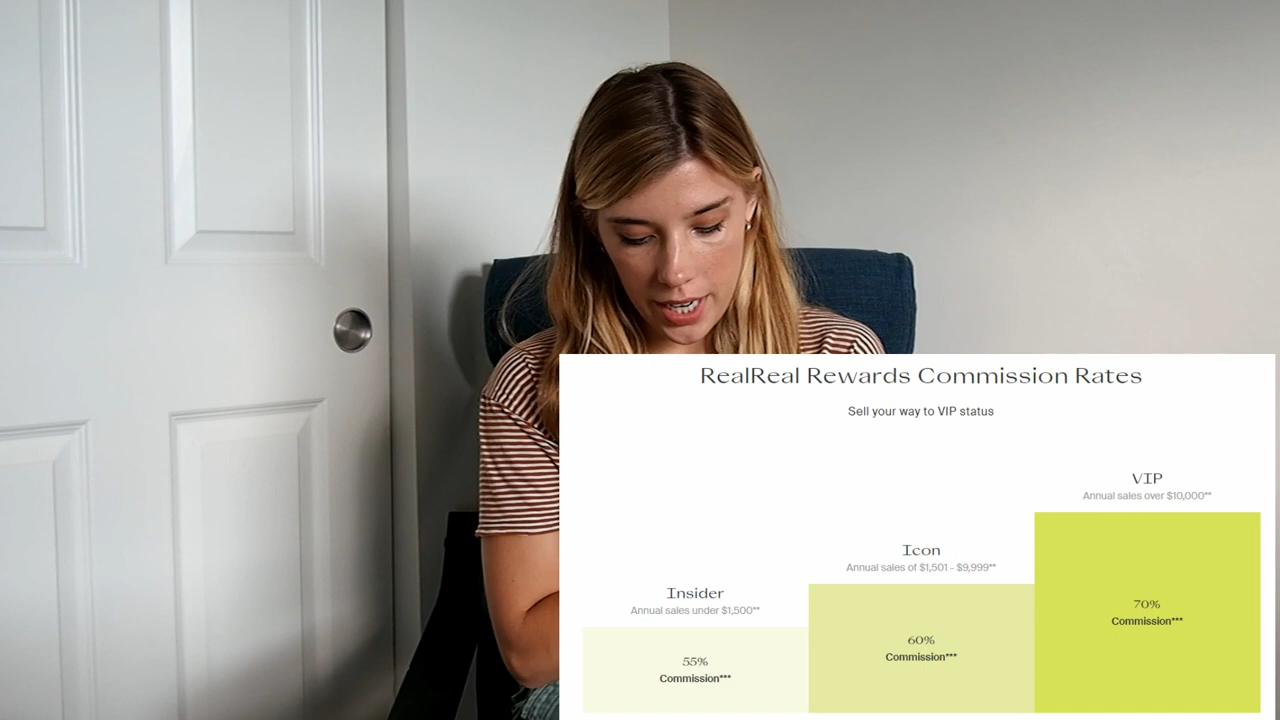 RealReal Rewards Commission Rates
Sell your way to VIP status
VIP
Annual sales over $10,000**
Icon
Annual sales of $1,501 - $9,999**
Insider
Annual sales under $1,500**
70%
Commission***
60%
Commission***
55%
Commission***